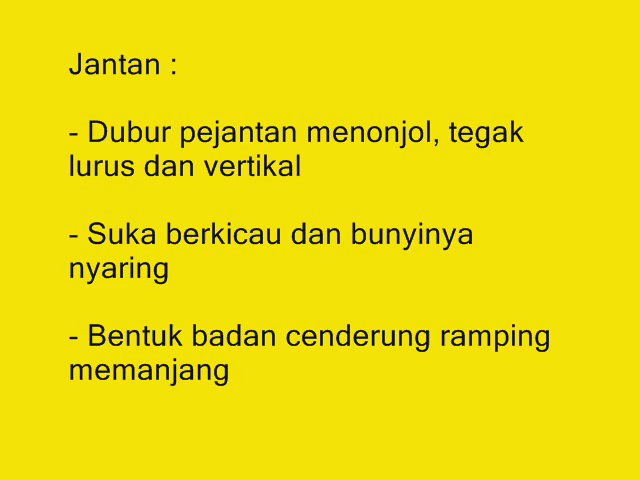 Jantan :
- Dubur pejantan menonjol, tegak
lurus dan vertikal
- Suka berkicau dan bunyinya
nyaring
- Bentuk badan cenderung ramping
memanjang